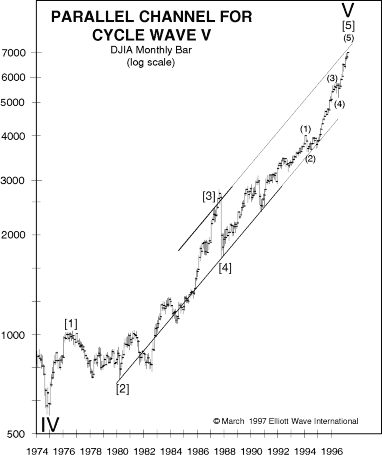 PARALLEL CHANNEL FOR
CYCLE WAVE V
DJIA Monthly Bar
(log scale)
V
[5]
(5)
7000
6000
5000
4000
3000
2000
1000
500
(3)
(4)
(1)
(2)
[3]
[4]
[1]
[2]
IV
© March 1997 Elliott Wave International
1974 1976 1978 1980 1982 1984 1986 1988 1990 1992 1994 1996